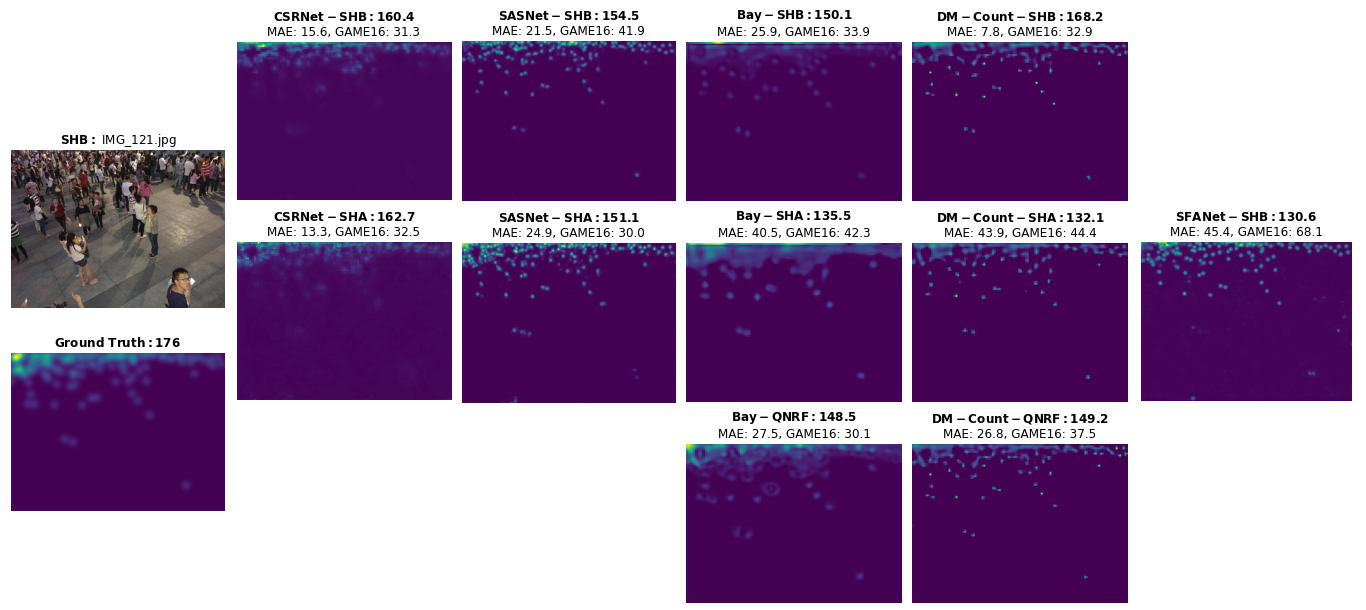 CSRNet − SHB : 160.4
MAE: 15.6, GAME16: 31.3
SASNet − SHB : 154.5
MAE: 21.5, GAME16: 41.9
Bay − SHB : 150.1
MAE: 25.9, GAME16: 33.9
DM − Count − SHB : 168.2
MAE: 7.8, GAME16: 32.9
SHB : IMG_121.jpg
CSRNet − SHA : 162.7
MAE: 13.3, GAME16: 32.5
SASNet − SHA : 151.1
MAE: 24.9, GAME16: 30.0
Bay − SHA : 135.5
MAE: 40.5, GAME16: 42.3
DM − Count − SHA : 132.1
MAE: 43.9, GAME16: 44.4
SFANet − SHB : 130.6
MAE: 45.4, GAME16: 68.1
Ground Truth : 176
Bay − QNRF : 148.5
MAE: 27.5, GAME16: 30.1
DM − Count − QNRF : 149.2
MAE: 26.8, GAME16: 37.5